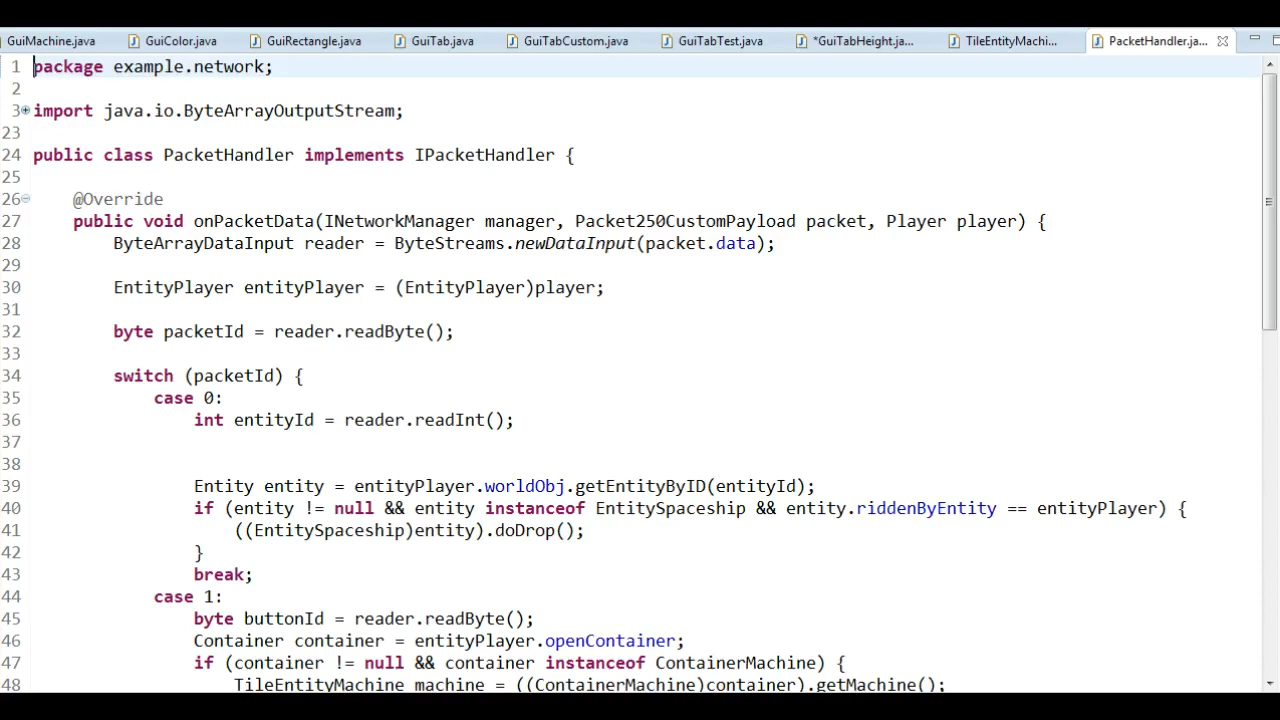 GuiMachine.java GuiColor.java GuiRectangle.java GuiTab.java GuiTabCustom.java GuiTabTest.java *GuiTabHeight.ja... TileEntityMachi... PacketHandler.ja...
1 package example.network;
2
3 import java.io.ByteArrayOutputStream;
23
24 public class PacketHandler implements IPacketHandler {
25
26 @Override
27 public void onPacketData(INetworkManager manager, Packet250CustomPayload packet, Player player) {
28 ByteArrayDataInput reader = ByteStreams.newDataInput(packet.data);
29
30 EntityPlayer entityPlayer = (EntityPlayer)player;
31
32 byte packetId = reader.readByte();
33
34 switch (packetId) {
35 case 0:
36 int entityId = reader.readInt();
37
38
39 Entity entity = entityPlayer.worldObj.getEntityByID(entityId);
40 if (entity != null && entity instanceof EntitySpaceship && entity.riddenByEntity == entityPlayer) {
41 ((EntitySpaceship)entity).doDrop();
42 }
43 break;
44 case 1:
45 byte buttonId = reader.readByte();
46 Container container = entityPlayer.openContainer;
47 if (container != null && container instanceof ContainerMachine) {
48 TileEntityMachine machine = ((ContainerMachine)container).getMachine();